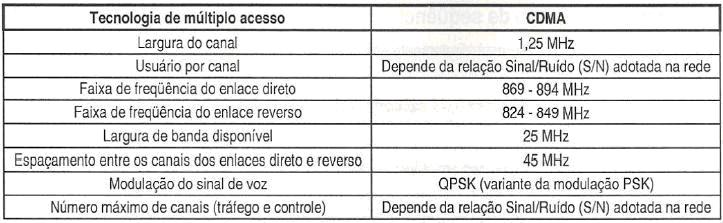 Tecnologia de múltiplo acesso CDMA
Largura do canal 1,25 MHz
Usuário por canal Depende da relação Sinal/Ruído (S/N) adotada na rede
Faixa de freqüência do enlace direto 869 - 894 MHz
Faixa de freqüência do enlace reverso 824 - 849 MHz
Largura de banda disponível 25 MHz
Espaçamento entre os canais dos enlaces direto e reverso 45 MHz
Modulação do sinal de voz QPSK (variante da modulação PSK)
Número máximo de canais (tráfego e controle) Depende da relação Sinal/Ruído (S/N) adotada na rede